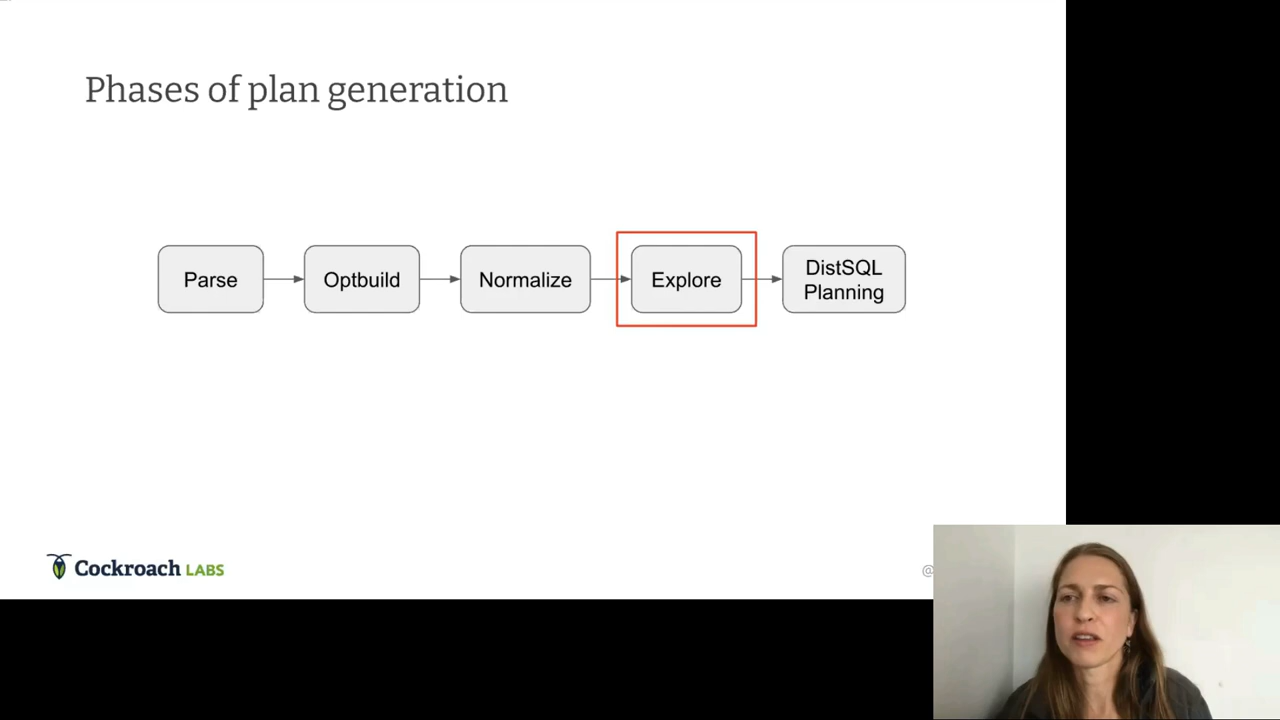 Phases of plan generation
Parse
Optbuild
Normalize
Explore
DistSQL
Planning
Cockroach LABS
@